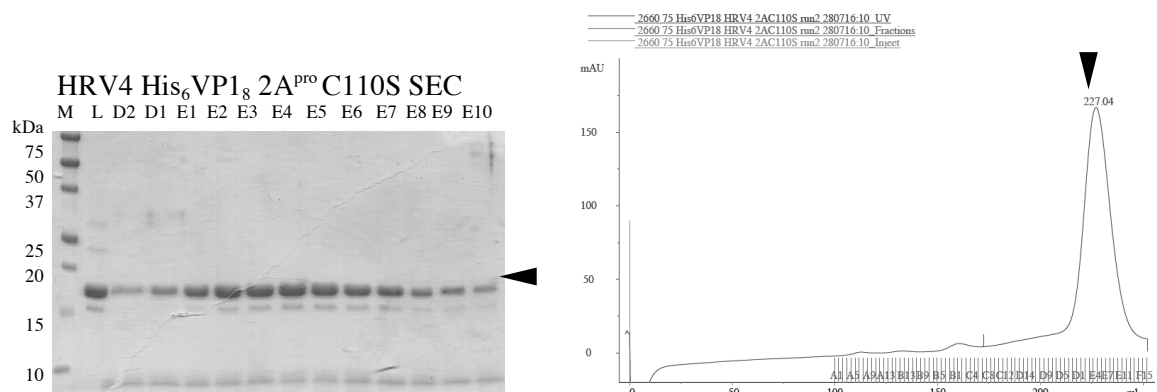 HRV4 His6VP18 2Apro C110S SEC
M L D2 D1 E1 E2 E3 E4 E5 E6 E7 E8 E9 E10
kDa
75
50
37
25
20
15
10
2660 75 His6VP18 HRV4 2AC110S run2 280716:10_UV
2660 75 His6VP18 HRV4 2AC110S run2 280716:10_Fractions
2660 75 His6VP18 HRV4 2AC110S run2 280716:10_Inject
mAU
227.04
150
100
50
0
A1 A5 A9 A13 B13 B9 B5 B1 C4 C8 C12 D14 D9 D5 D1 E4 E7 E11 F15
0 50 100 150 200 ml